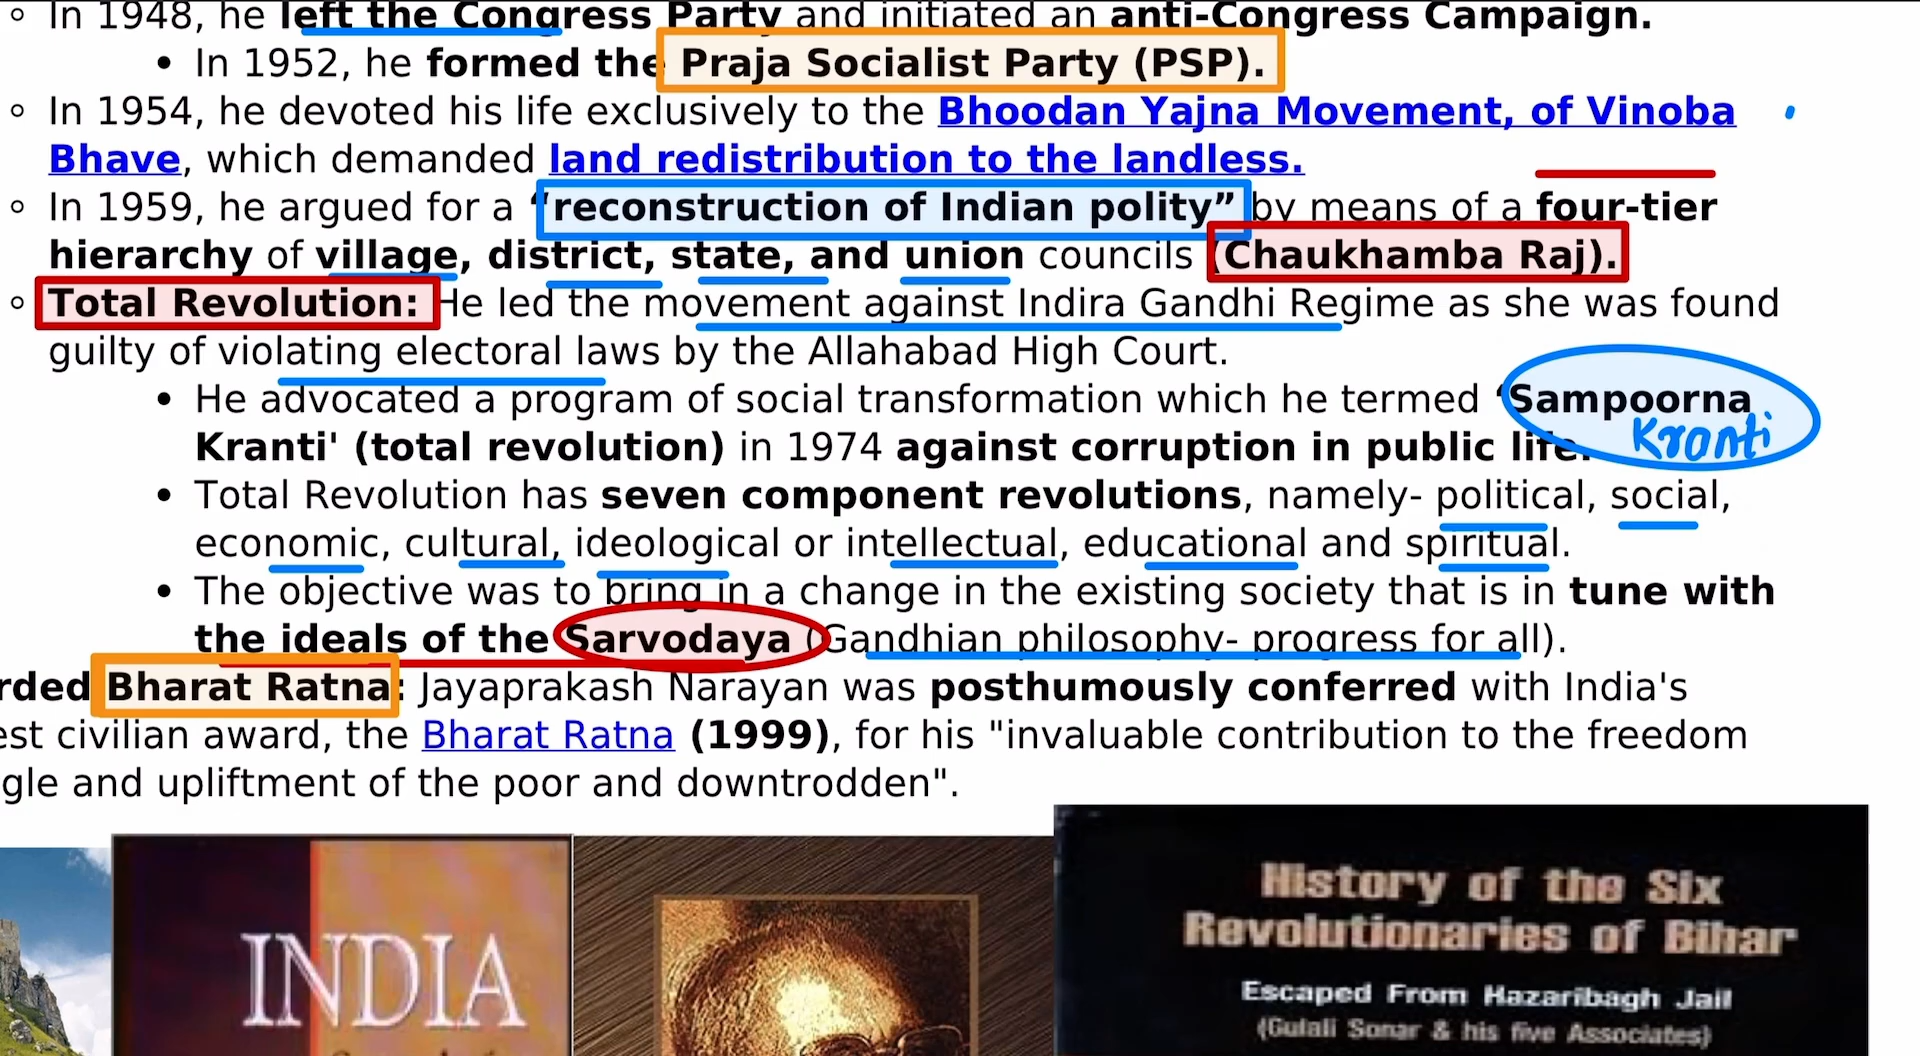 ○ In 1948, he left the Congress Party and initiated an anti-Congress Campaign.
• In 1952, he formed the Praja Socialist Party (PSP).
○ In 1954, he devoted his life exclusively to the Bhoodan Yajna Movement, of Vinoba
Bhave, which demanded land redistribution to the landless.
○ In 1959, he argued for a “reconstruction of Indian polity” by means of a four-tier
hierarchy of village, district, state, and union councils (Chaukhamba Raj).
○ Total Revolution: He led the movement against Indira Gandhi Regime as she was found
guilty of violating electoral laws by the Allahabad High Court.
• He advocated a program of social transformation which he termed ‘Sampoorna
Kranti
Kranti' (total revolution) in 1974 against corruption in public life.
• Total Revolution has seven component revolutions, namely- political, social,
economic, cultural, ideological or intellectual, educational and spiritual.
• The objective was to bring in a change in the existing society that is in tune with
the ideals of the Sarvodaya (Gandhian philosophy- progress for all).
rded Bharat Ratna: Jayaprakash Narayan was posthumously conferred with India's
est civilian award, the Bharat Ratna (1999), for his "invaluable contribution to the freedom
gle and upliftment of the poor and downtrodden".
INDIA
History of the Six
Revolutionaries of Bihar
Escaped From Hazaribagh Jail
(Gulali Sonar & his five Associates)